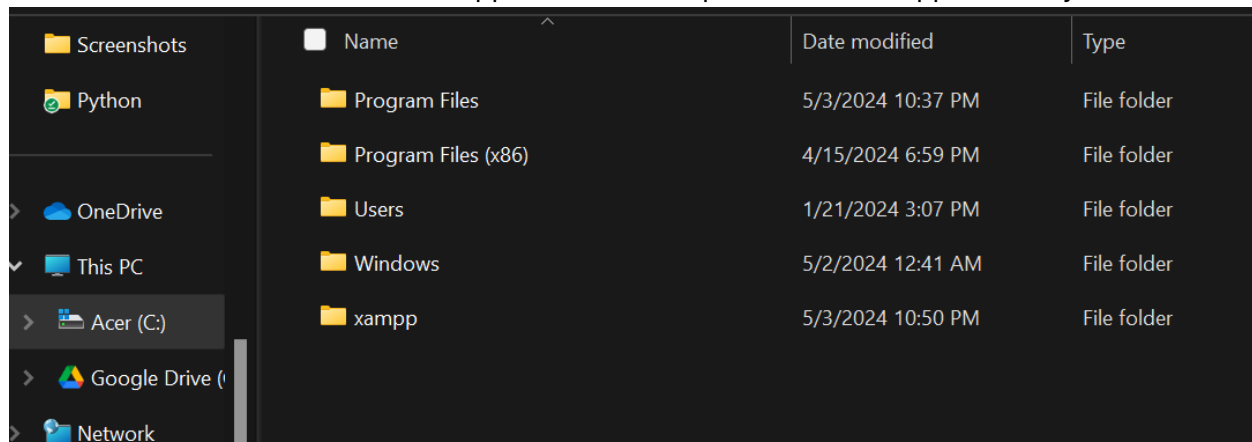 Screenshots
Python
OneDrive
This PC
Acer (C:)
Google Drive (
Network
Name Date modified Type
Program Files 5/3/2024 10:37 PM File folder
Program Files (x86) 4/15/2024 6:59 PM File folder
Users 1/21/2024 3:07 PM File folder
Windows 5/2/2024 12:41 AM File folder
xampp 5/3/2024 10:50 PM File folder